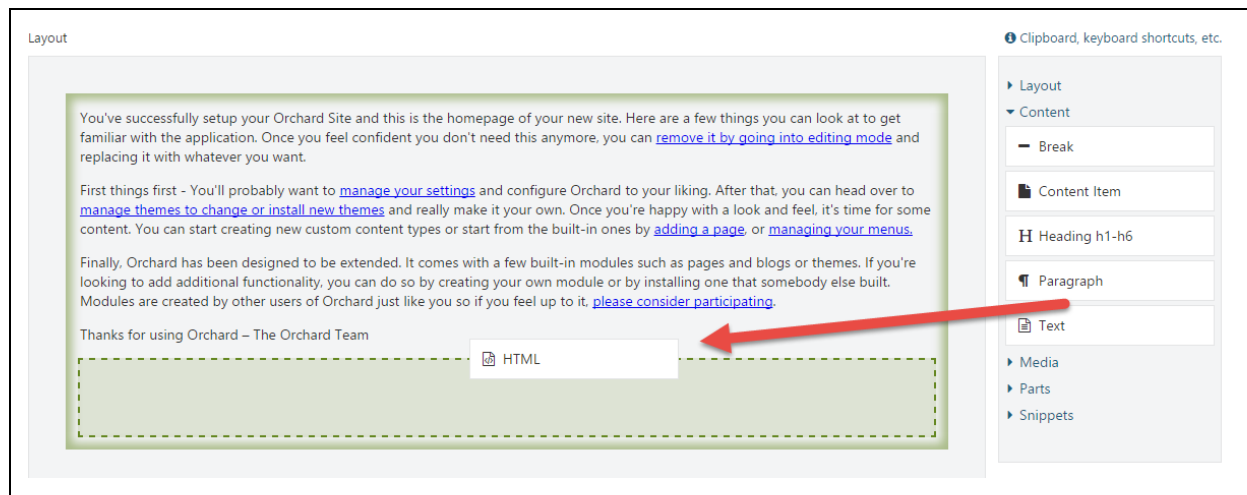 Layout
Clipboard, keyboard shortcuts, etc.
You've successfully setup your Orchard Site and this is the homepage of your new site. Here are a few things you can look at to get
familiar with the application. Once you feel confident you don't need this anymore, you can remove it by going into editing mode and
replacing it with whatever you want.
First things first - You'll probably want to manage your settings and configure Orchard to your liking. After that, you can head over to
manage themes to change or install new themes and really make it your own. Once you're happy with a look and feel, it's time for some
content. You can start creating new custom content types or start from the built-in ones by adding a page, or managing your menus.
Finally, Orchard has been designed to be extended. It comes with a few built-in modules such as pages and blogs or themes. If you're
looking to add additional functionality, you can do so by creating your own module or by installing one that somebody else built.
Modules are created by other users of Orchard just like you so if you feel up to it, please consider participating.
Thanks for using Orchard – The Orchard Team
HTML
Layout
Content
Break
Content Item
H Heading h1-h6
¶ Paragraph
Text
Media
Parts
Snippets